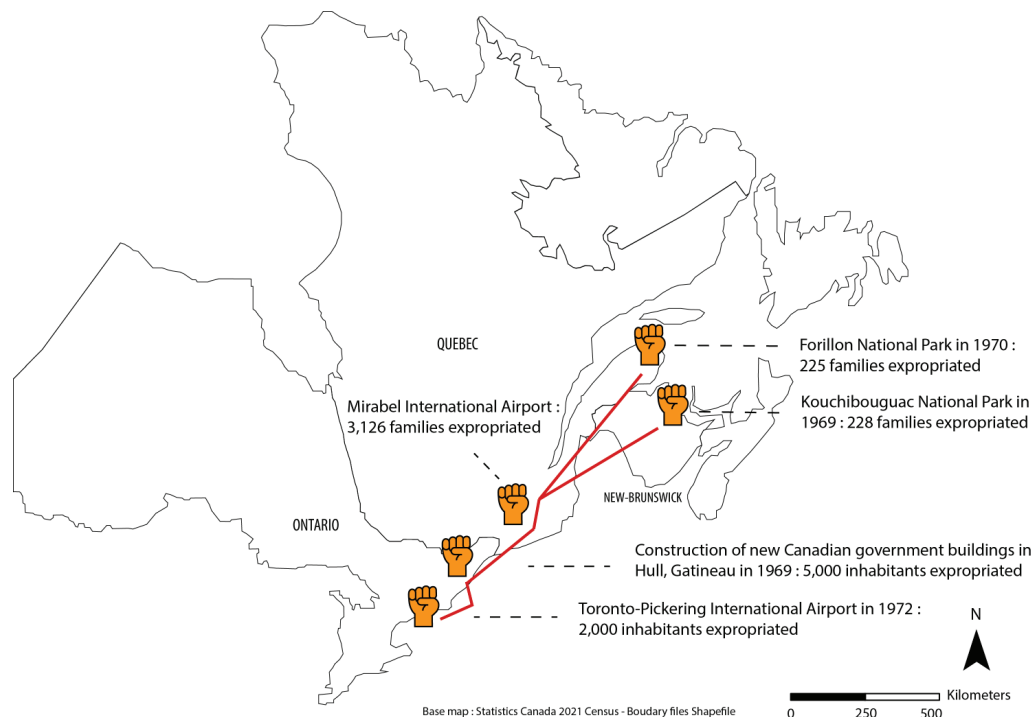 QUEBEC
Forillon National Park in 1970 :
225 families expropriated
Kouchibouguac National Park in
1969 : 228 families expropriated
Mirabel International Airport :
3,126 families expropriated
NEW-BRUNSWICK
ONTARIO
Construction of new Canadian government buildings in
Hull, Gatineau in 1969 : 5,000 inhabitants expropriated
Toronto-Pickering International Airport in 1972 :
2,000 inhabitants expropriated
N
Kilometers
0 250 500
Base map : Statistics Canada 2021 Census - Boudary files Shapefile